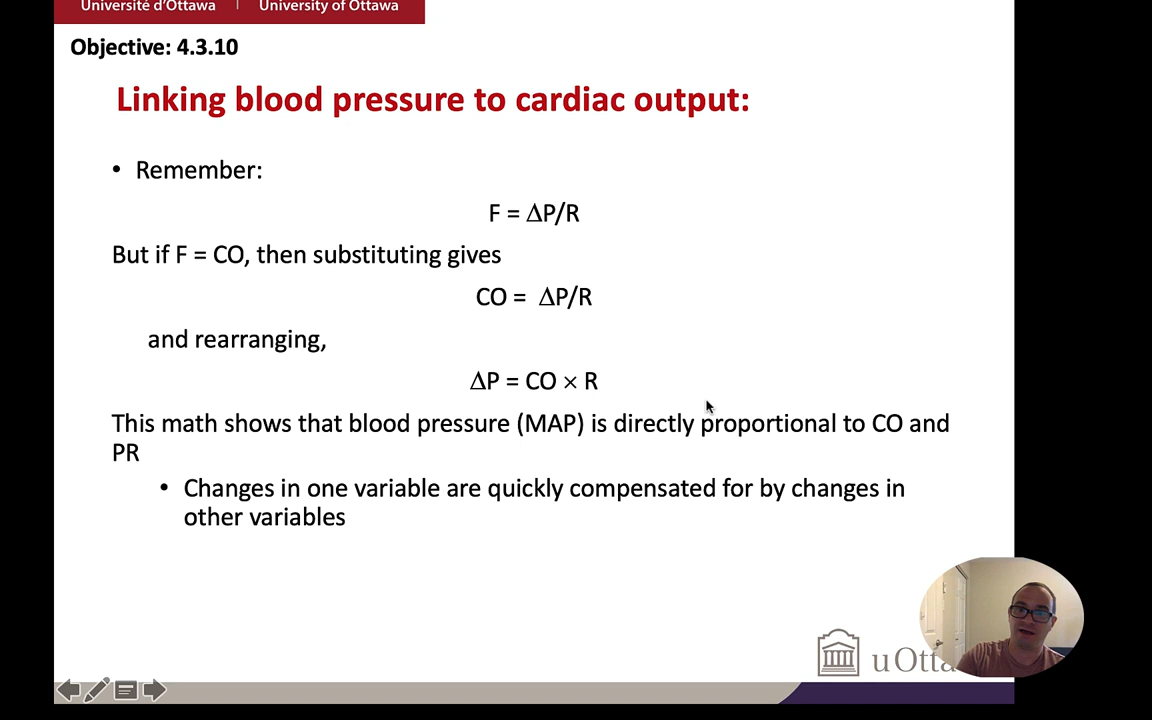 Université d'Ottawa | University of Ottawa
Objective: 4.3.10
Linking blood pressure to cardiac output:
• Remember:
F = ΔP/R
But if F = CO, then substituting gives
CO = ΔP/R
and rearranging,
ΔP = CO × R
This math shows that blood pressure (MAP) is directly proportional to CO and
PR
• Changes in one variable are quickly compensated for by changes in
other variables
uOtta